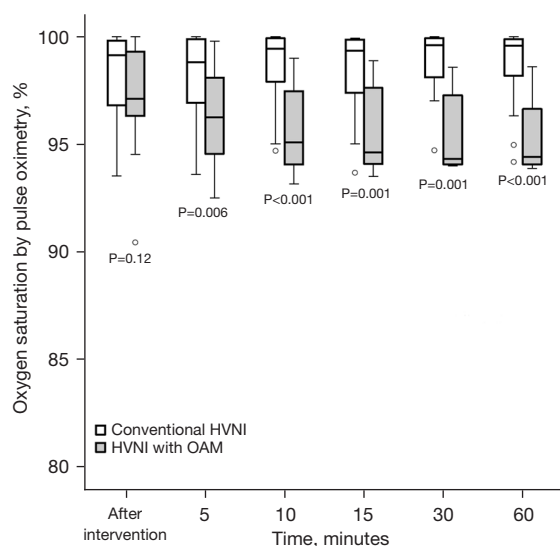 Oxygen saturation by pulse oximetry, %
100
95
90
85
80
P=0.12
P=0.006
P<0.001
P=0.001
P=0.001
P<0.001
Conventional HVNI
HVNI with OAM
After
intervention
5
10
15
30
60
Time, minutes